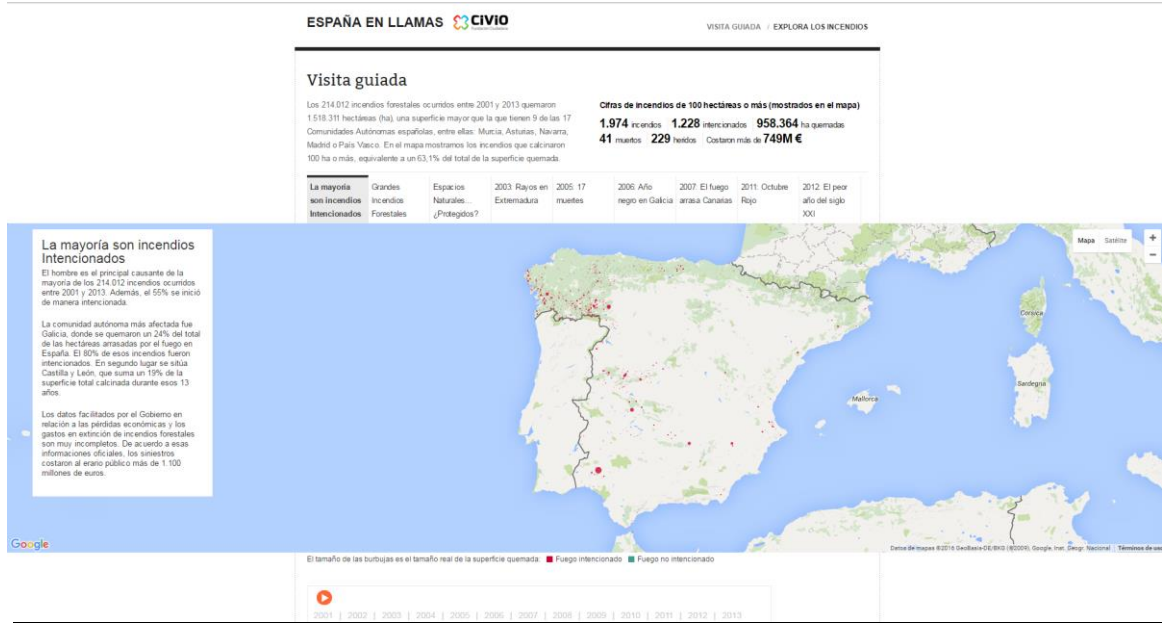 ESPAÑA EN LLAMAS CIVIO
VISITA GUIADA / EXPLORA LOS INCENDIOS
Visita guiada
Los 214.012 incendios forestales ocurridos entre 2001 y 2013 quemaron
1.518.311 hectáreas (ha), una superficie mayor que la que tienen 9 de las 17
Comunidades Autónomas españolas, entre ellas: Murcia, Asturias, Navarra,
Madrid o País Vasco. En el mapa mostramos los incendios que calcinaron
100 ha o más, equivalente a un 63,1% del total de la superficie quemada.
Cifras de incendios de 100 hectáreas o más (mostrados en el mapa)
1.974 incendios 1.228 intencionados 958.364 ha quemadas
41 muertos 229 heridos Costaron más de 749M €
La mayoría
son incendios
Intencionados
Grandes
Incendios
Forestales
Espacios
Naturales...
¿Protegidos?
2003: Rayos en
Extremadura
2005: 17
muertes
2006: Año
negro en Galicia
2007: El fuego
arrasa Canarias
2011: Octubre
Rojo
2012: El peor
año del siglo
XXI
La mayoría son incendios
Intencionados
El hombre es el principal causante de la
mayoría de los 214.012 incendios ocurridos
entre 2001 y 2013. Además, el 55% se inició
de manera intencionada.
La comunidad autónoma más afectada fue
Galicia, donde se quemaron un 24% del total
de las hectáreas arrasadas por el fuego en
España. El 80% de esos incendios fueron
intencionados. En segundo lugar se sitúa
Castilla y León, que suma un 19% de la
superficie total calcinada durante esos 13
años.
Los datos facilitados por el Gobierno en
relación a las pérdidas económicas y los
gastos en extinción de incendios forestales
son muy incompletos. De acuerdo a esas
informaciones oficiales, los siniestros
costaron al erario público más de 1.100
millones de euros.
Mapa Satélite
+
−
Corsica
Sardegna
Mallorca
Google
Datos de mapas ©2016 GeoBasis-DE/BKG (©2009), Google, Inst. Geogr. Nacional Términos de uso
El tamaño de las burbujas es el tamaño real de la superficie quemada: Fuego intencionado Fuego no intencionado
2001 | 2002 | 2003 | 2004 | 2005 | 2006 | 2007 | 2008 | 2009 | 2010 | 2011 | 2012 | 2013